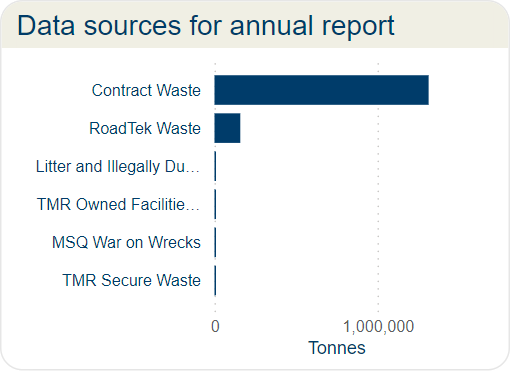 Data sources for annual report
Contract Waste
RoadTek Waste
Litter and Illegally Du…
TMR Owned Facilitie…
MSQ War on Wrecks
TMR Secure Waste
0 1,000,000
Tonnes